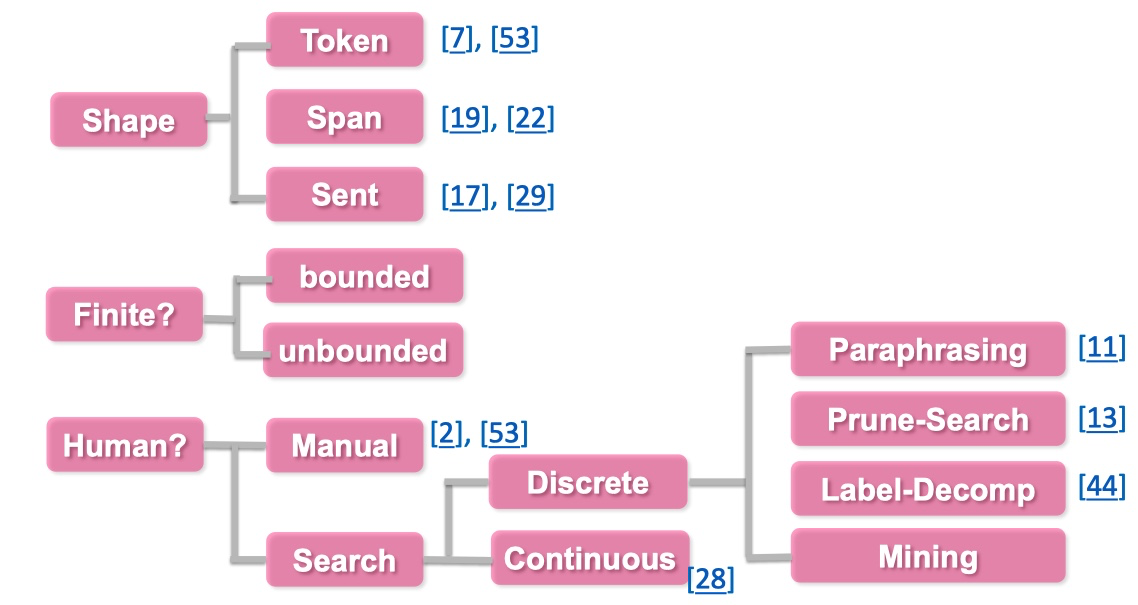 Token [7], [53]
Shape
Span [19], [22]
Sent [17], [29]
bounded
Finite?
unbounded
Paraphrasing [11]
Prune-Search [13]
Human?
Manual [2], [53]
Discrete
Label-Decomp [44]
Search
Continuous [28]
Mining